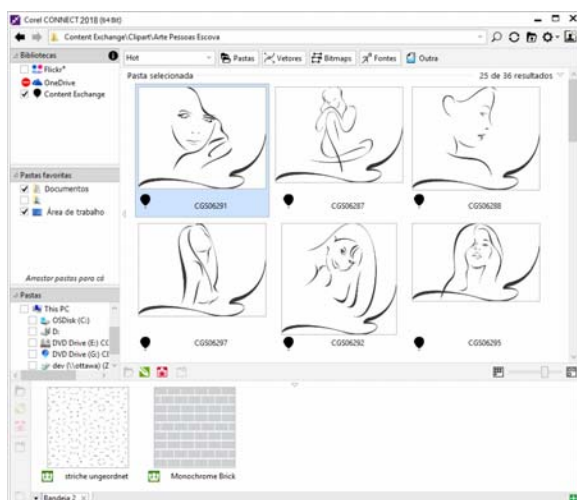 Corel CONNECT 2018 (64-Bit)
Content Exchange\Clipart\Arte Pessoas Escova
Bibliotecas
Flickr*
OneDrive
Content Exchange
Pastas favoritas
Documentos
Área de trabalho
Arrastar pastas para cá
Pastas
This PC
OSDisk (C:)
D:
DVD Drive (E:) CC
DVD Drive (G:)
dev (\\ottawa) (Z
Hot
Pastas
Vetores
Bitmaps
Fontes
Outra
Pasta selecionada
25 de 36 resultados
CGS06291
CGS06287
CGS06288
CGS06297
CGS06292
CGS06295
striche ungeordnet
Monochrome Brick
Bandeja 2